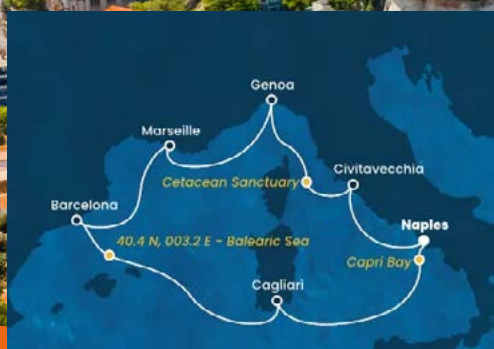 Genoa
Marseille
Cetacean Sanctuary
Civitavecchia
Barcelona
Naples
40.4 N, 003.2 E - Balearic Sea
Capri Bay
Cagliari